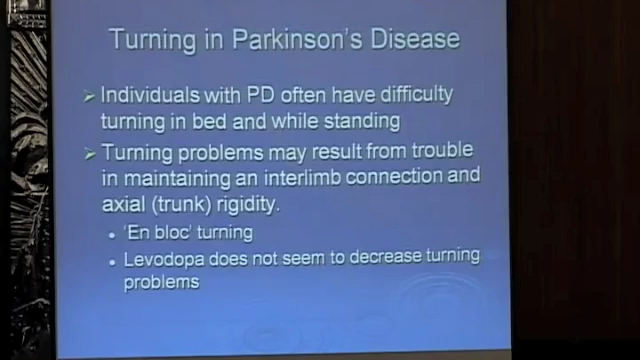 Turning in Parkinson's Disease
Individuals with PD often have difficulty
turning in bed and while standing
Turning problems may result from trouble
in maintaining an interlimb connection and
axial (trunk) rigidity.
'En bloc' turning
Levodopa does not seem to decrease turning
problems